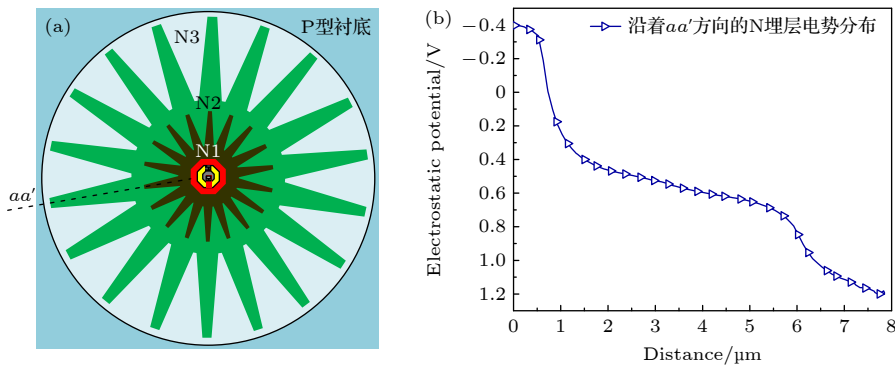 (a)
P型衬底
N3
N2
N1
aa′
(b)
沿着aa′方向的N埋层电势分布
Electrostatic potential/V
−0.4
−0.2
0
0.2
0.4
0.6
0.8
1.0
1.2
0 1 2 3 4 5 6 7 8
Distance/μm